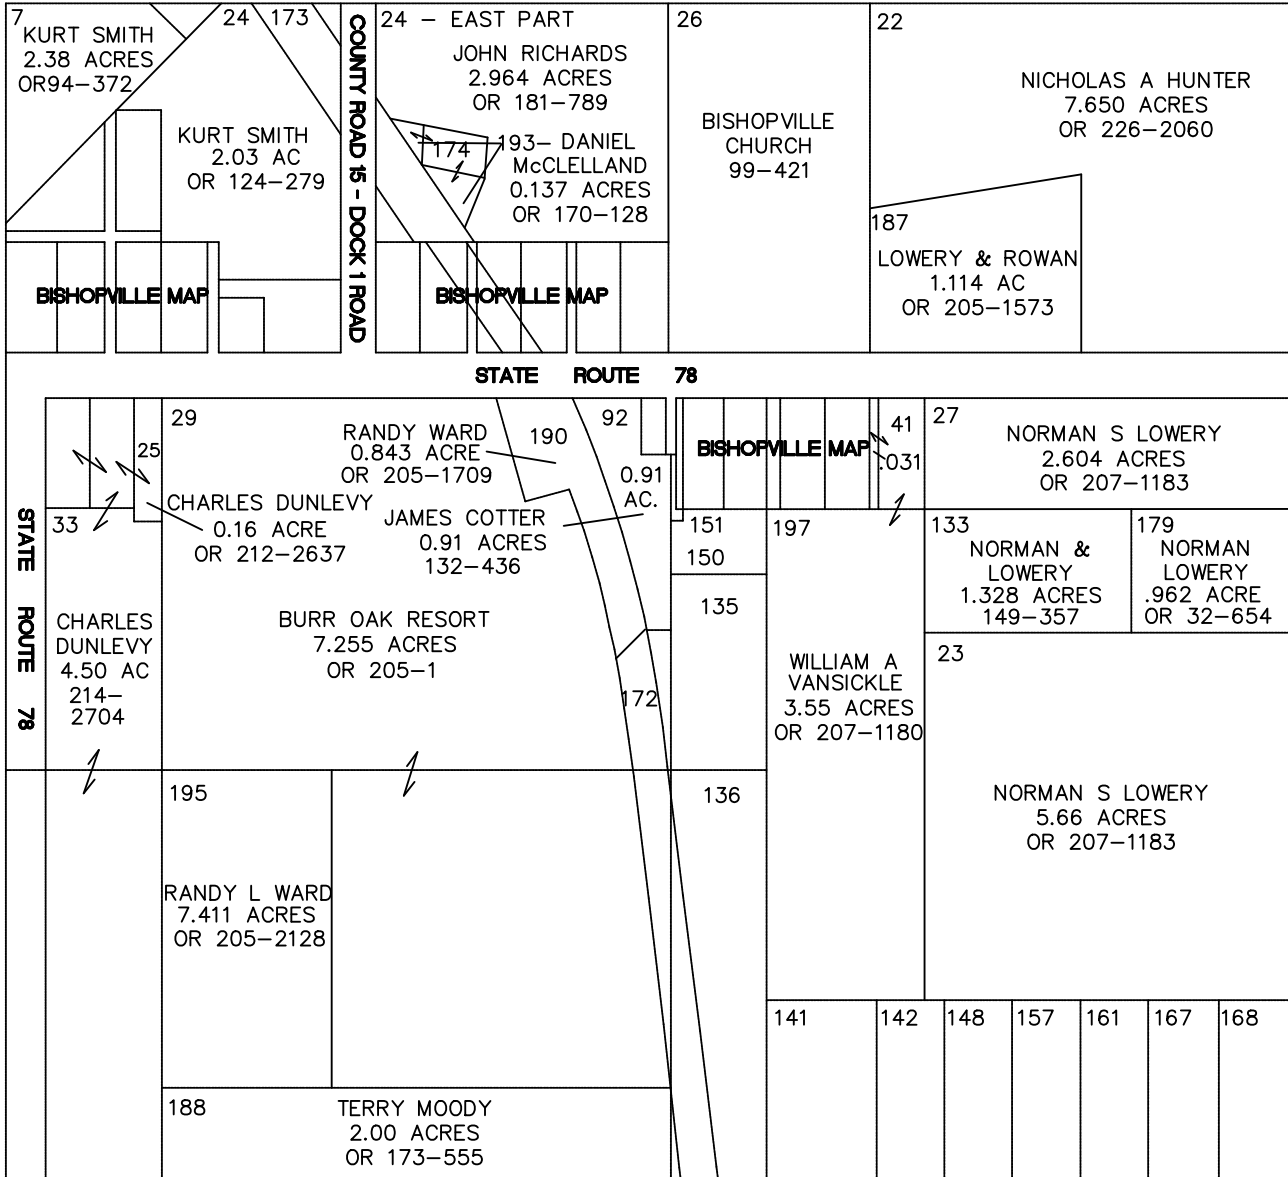 7
KURT SMITH
2.38 ACRES
OR94-372
24
173
KURT SMITH
2.03 AC
OR 124-279
COUNTY ROAD 15 - DOCK 1 ROAD
24 - EAST PART
JOHN RICHARDS
2.964 ACRES
OR 181-789
174
193- DANIEL
McCLELLAND
0.137 ACRES
OR 170-128
26
BISHOPVILLE
CHURCH
99-421
22
NICHOLAS A HUNTER
7.650 ACRES
OR 226-2060
187
LOWERY & ROWAN
1.114 AC
OR 205-1573
BISHOPVILLE MAP
BISHOPVILLE MAP
STATE ROUTE 78
29
25
RANDY WARD
0.843 ACRE
OR 205-1709
190
92
0.91
AC.
BISHOPVILLE MAP
41
.031
27
NORMAN S LOWERY
2.604 ACRES
OR 207-1183
STATE ROUTE 78
33
CHARLES DUNLEVY
0.16 ACRE
OR 212-2637
JAMES COTTER
0.91 ACRES
132-436
151
150
197
133
NORMAN &
LOWERY
1.328 ACRES
149-357
179
NORMAN
LOWERY
.962 ACRE
OR 32-654
CHARLES
DUNLEVY
4.50 AC
214-
2704
BURR OAK RESORT
7.255 ACRES
OR 205-1
135
172
WILLIAM A
VANSICKLE
3.55 ACRES
OR 207-1180
23
NORMAN S LOWERY
5.66 ACRES
OR 207-1183
195
RANDY L WARD
7.411 ACRES
OR 205-2128
136
141
142
148
157
161
167
168
188
TERRY MOODY
2.00 ACRES
OR 173-555